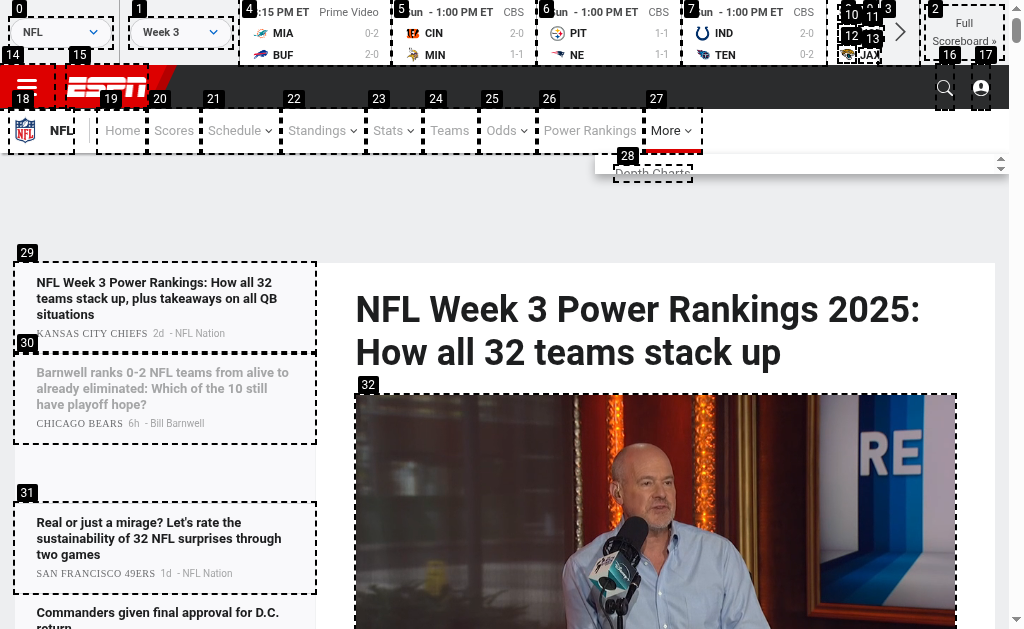 NFL
Week 3
:15 PM ET Prime Video
MIA 0-2
BUF 2-0
Sun - 1:00 PM ET CBS
CIN 2-0
MIN 1-1
Sun - 1:00 PM ET CBS
PIT 1-1
NE 1-1
Sun - 1:00 PM ET CBS
IND 2-0
TEN 0-2
JAX
Full
Scoreboard »
0
1
4
5
6
7
8
9
3
2
10
11
12
13
14
15
16
17
ESPN
18
19
20
21
22
23
24
25
26
27
NFL
Home
Scores
Schedule
Standings
Stats
Teams
Odds
Power Rankings
More
28
Depth Charts
29
NFL Week 3 Power Rankings: How all 32
teams stack up, plus takeaways on all QB
situations
KANSAS CITY CHIEFS 2d - NFL Nation
30
Barnwell ranks 0-2 NFL teams from alive to
already eliminated: Which of the 10 still
have playoff hope?
CHICAGO BEARS 6h - Bill Barnwell
31
Real or just a mirage? Let's rate the
sustainability of 32 NFL surprises through
two games
SAN FRANCISCO 49ERS 1d - NFL Nation
Commanders given final approval for D.C.
return
NFL Week 3 Power Rankings 2025:
How all 32 teams stack up
32
RE